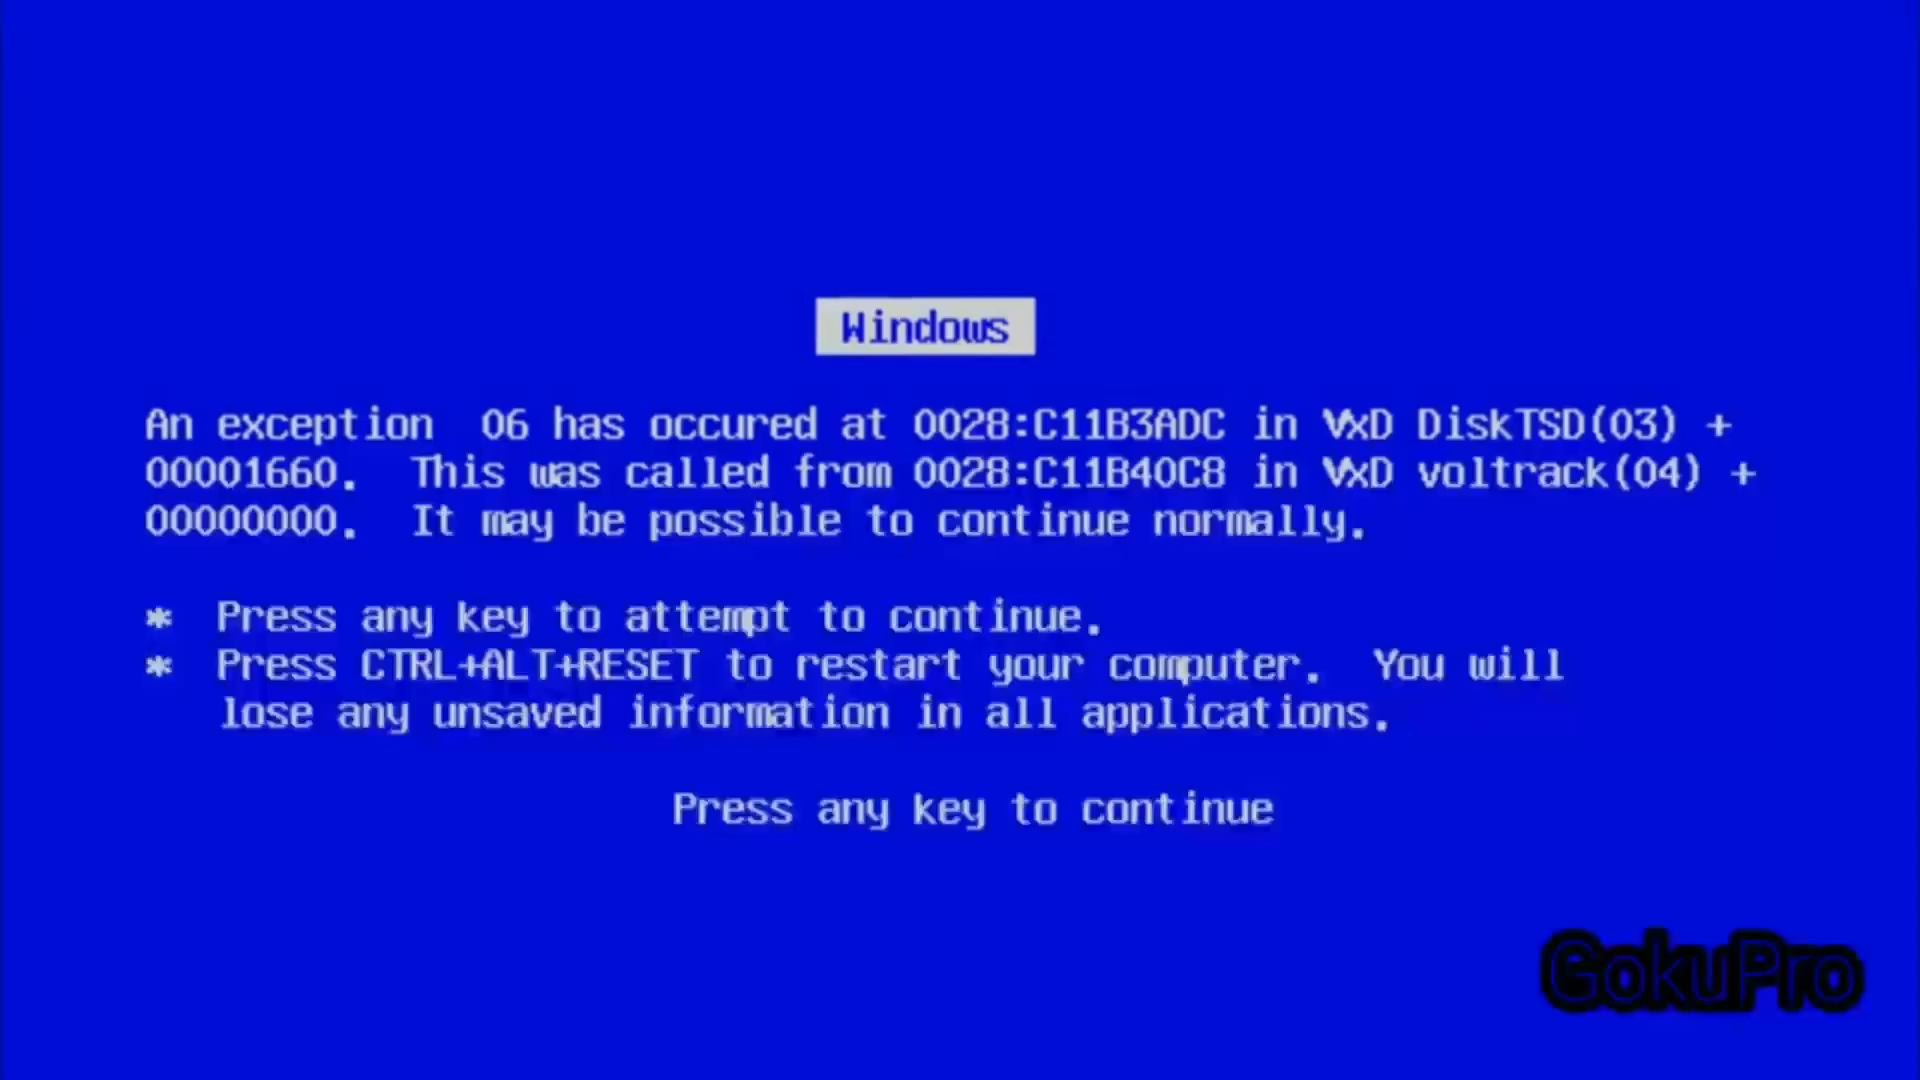 Windows
An exception  06 has occured at 0028:C11B3ADC in VxD DiskTSD(03) +
00001660.  This was called from 0028:C11B40C8 in VxD voltrack(04) +
00000000.  It may be possible to continue normally.
*  Press any key to attempt to continue.
*  Press CTRL+ALT+RESET to restart your computer.  You will
lose any unsaved information in all applications.
Press any key to continue
GokuPro